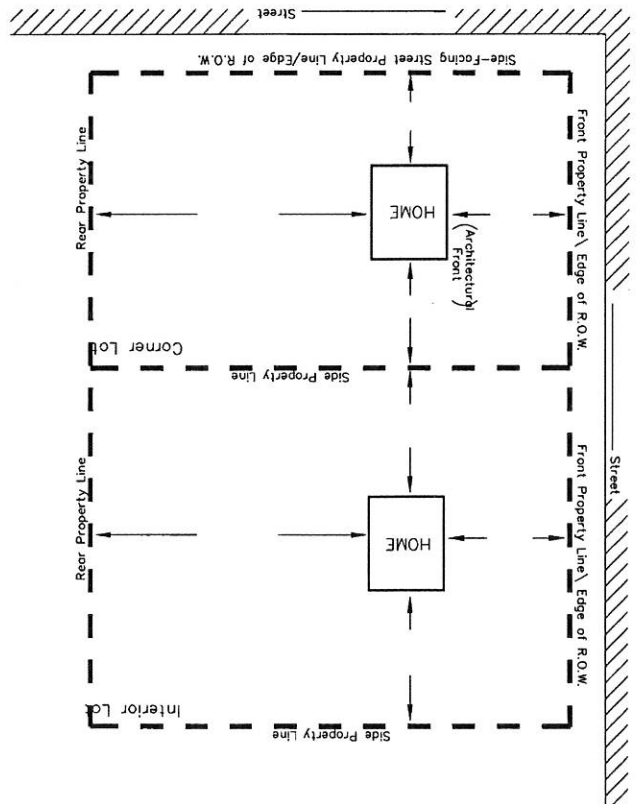 Street
Side-Facing Street Property Line/Edge of R.O.W.
Rear Property Line
HOME
(Architectural
Front)
Front Property Line\ Edge of R.O.W.
Corner Lot
Side Property Line
Street
Rear Property Line
HOME
Front Property Line\ Edge of R.O.W.
Interior Lot
Side Property Line